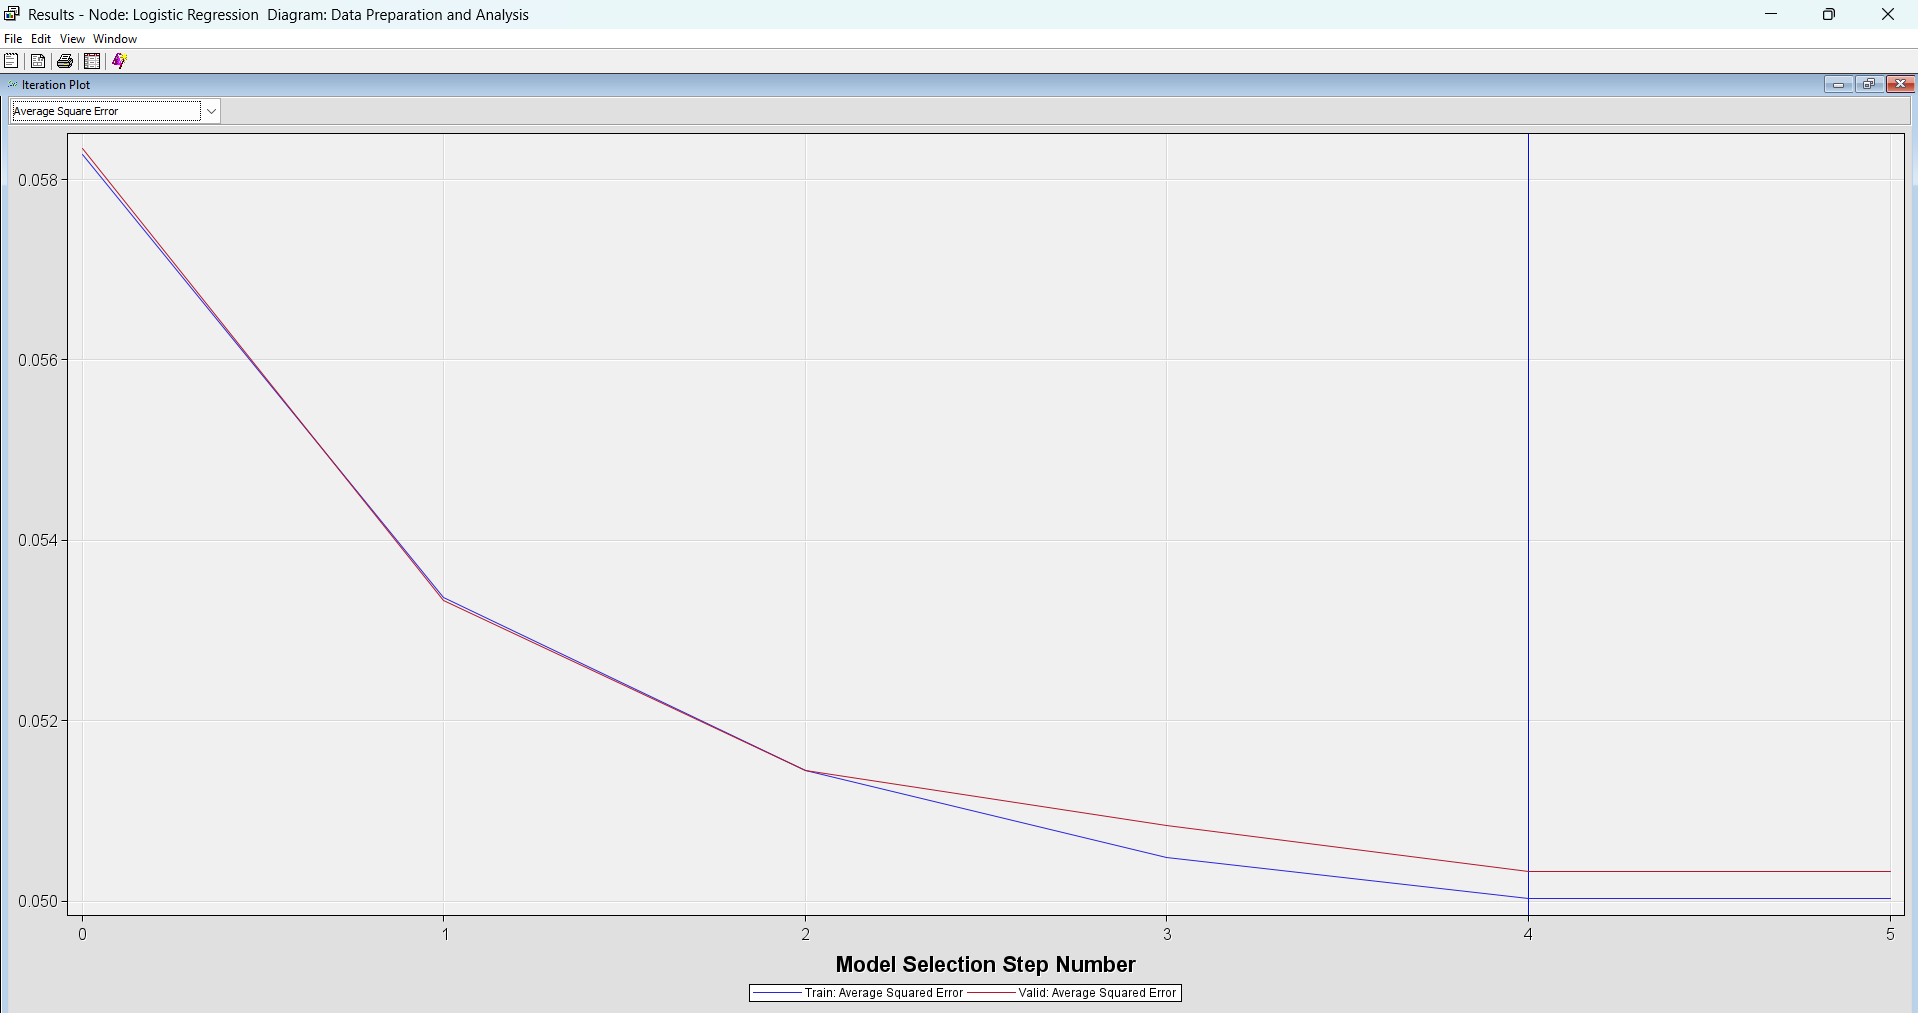 Results - Node: Logistic Regression  Diagram: Data Preparation and Analysis
File Edit View Window
Iteration Plot
Average Square Error
0.058
0.056
0.054
0.052
0.050
0 1 2 3 4 5
Model Selection Step Number
Train: Average Squared Error Valid: Average Squared Error